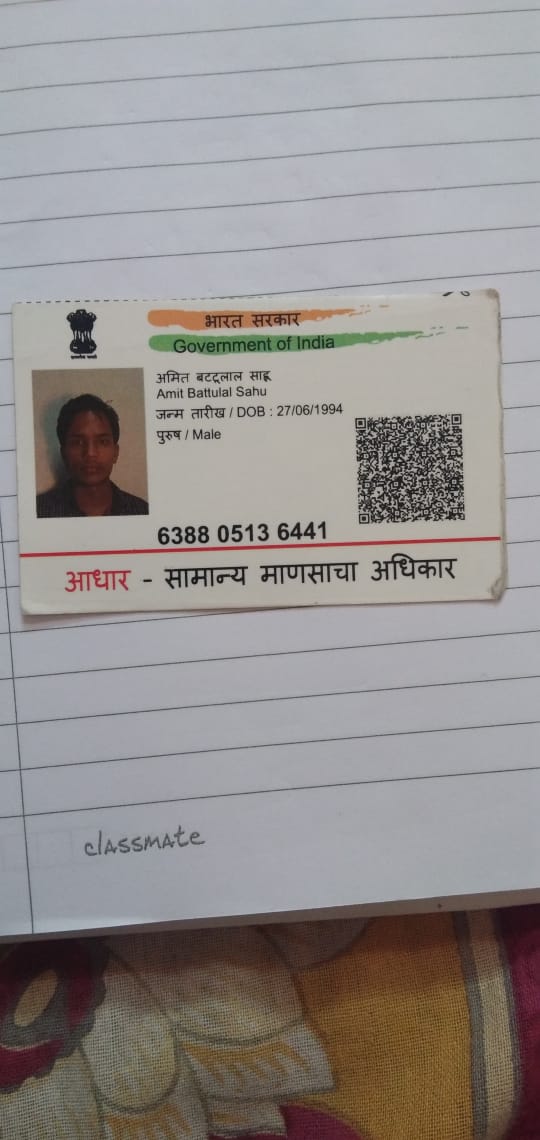 भारत सरकार
Government of India
अमित बटटूलाल साहू
Amit Battulal Sahu
जन्म तारीख / DOB : 27/06/1994
पुरुष / Male
6388 0513 6441
आधार - सामान्य माणसाचा अधिकार
classmate